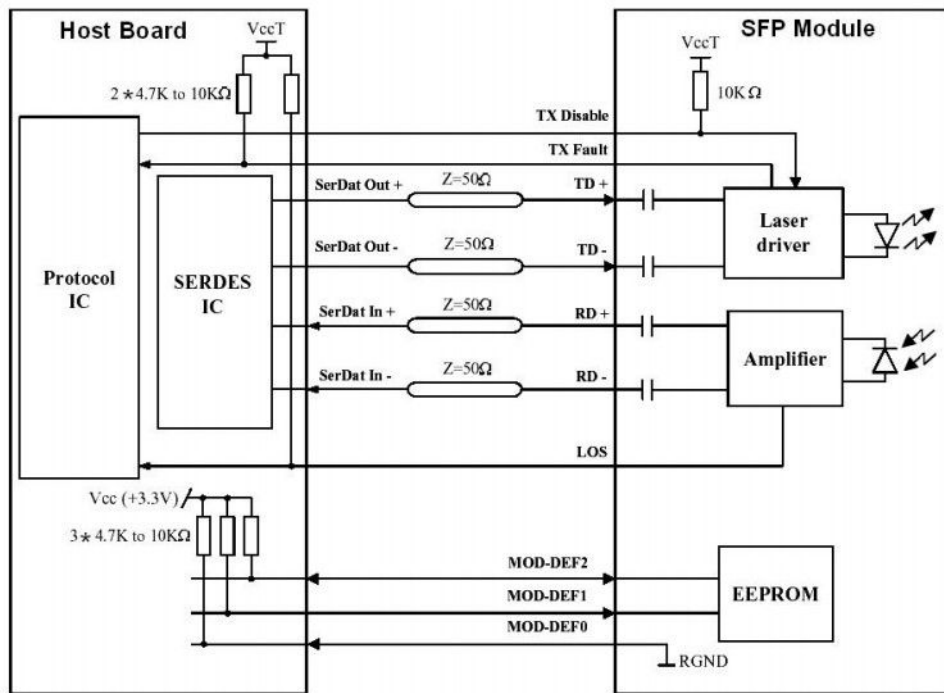 Host Board
SFP Module
VccT
VccT
2*4.7K to 10KΩ
10KΩ
TX Disable
TX Fault
SerDat Out +
Z=50Ω
TD +
SerDat Out -
Z=50Ω
TD -
Laser
driver
Protocol
IC
SERDES
IC
SerDat In +
Z=50Ω
RD +
SerDat In -
Z=50Ω
RD -
Amplifier
LOS
Vcc (+3.3V)
3*4.7K to 10KΩ
MOD-DEF2
MOD-DEF1
MOD-DEF0
EEPROM
RGND